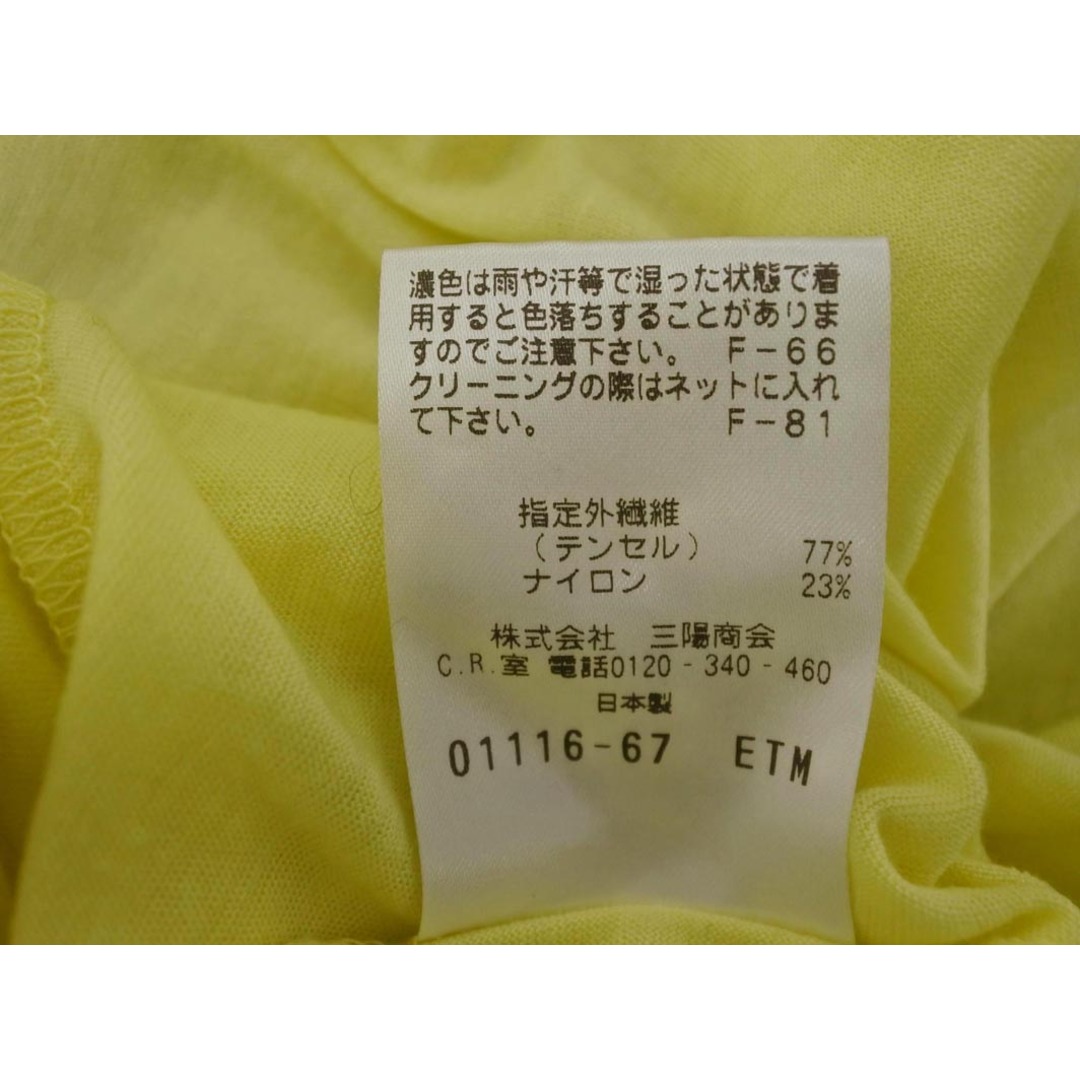 濃色は雨や汗等で湿った状態で着
用すると色落ちすることがありま
すのでご注意下さい。 F-66
クリーニングの際はネットに入れ
て下さい。 F-81
指定外繊維
(テンセル) 77%
ナイロン 23%
株式会社 三陽商会
C.R.室 電話0120-340-460
日本製
01116-67 ETM